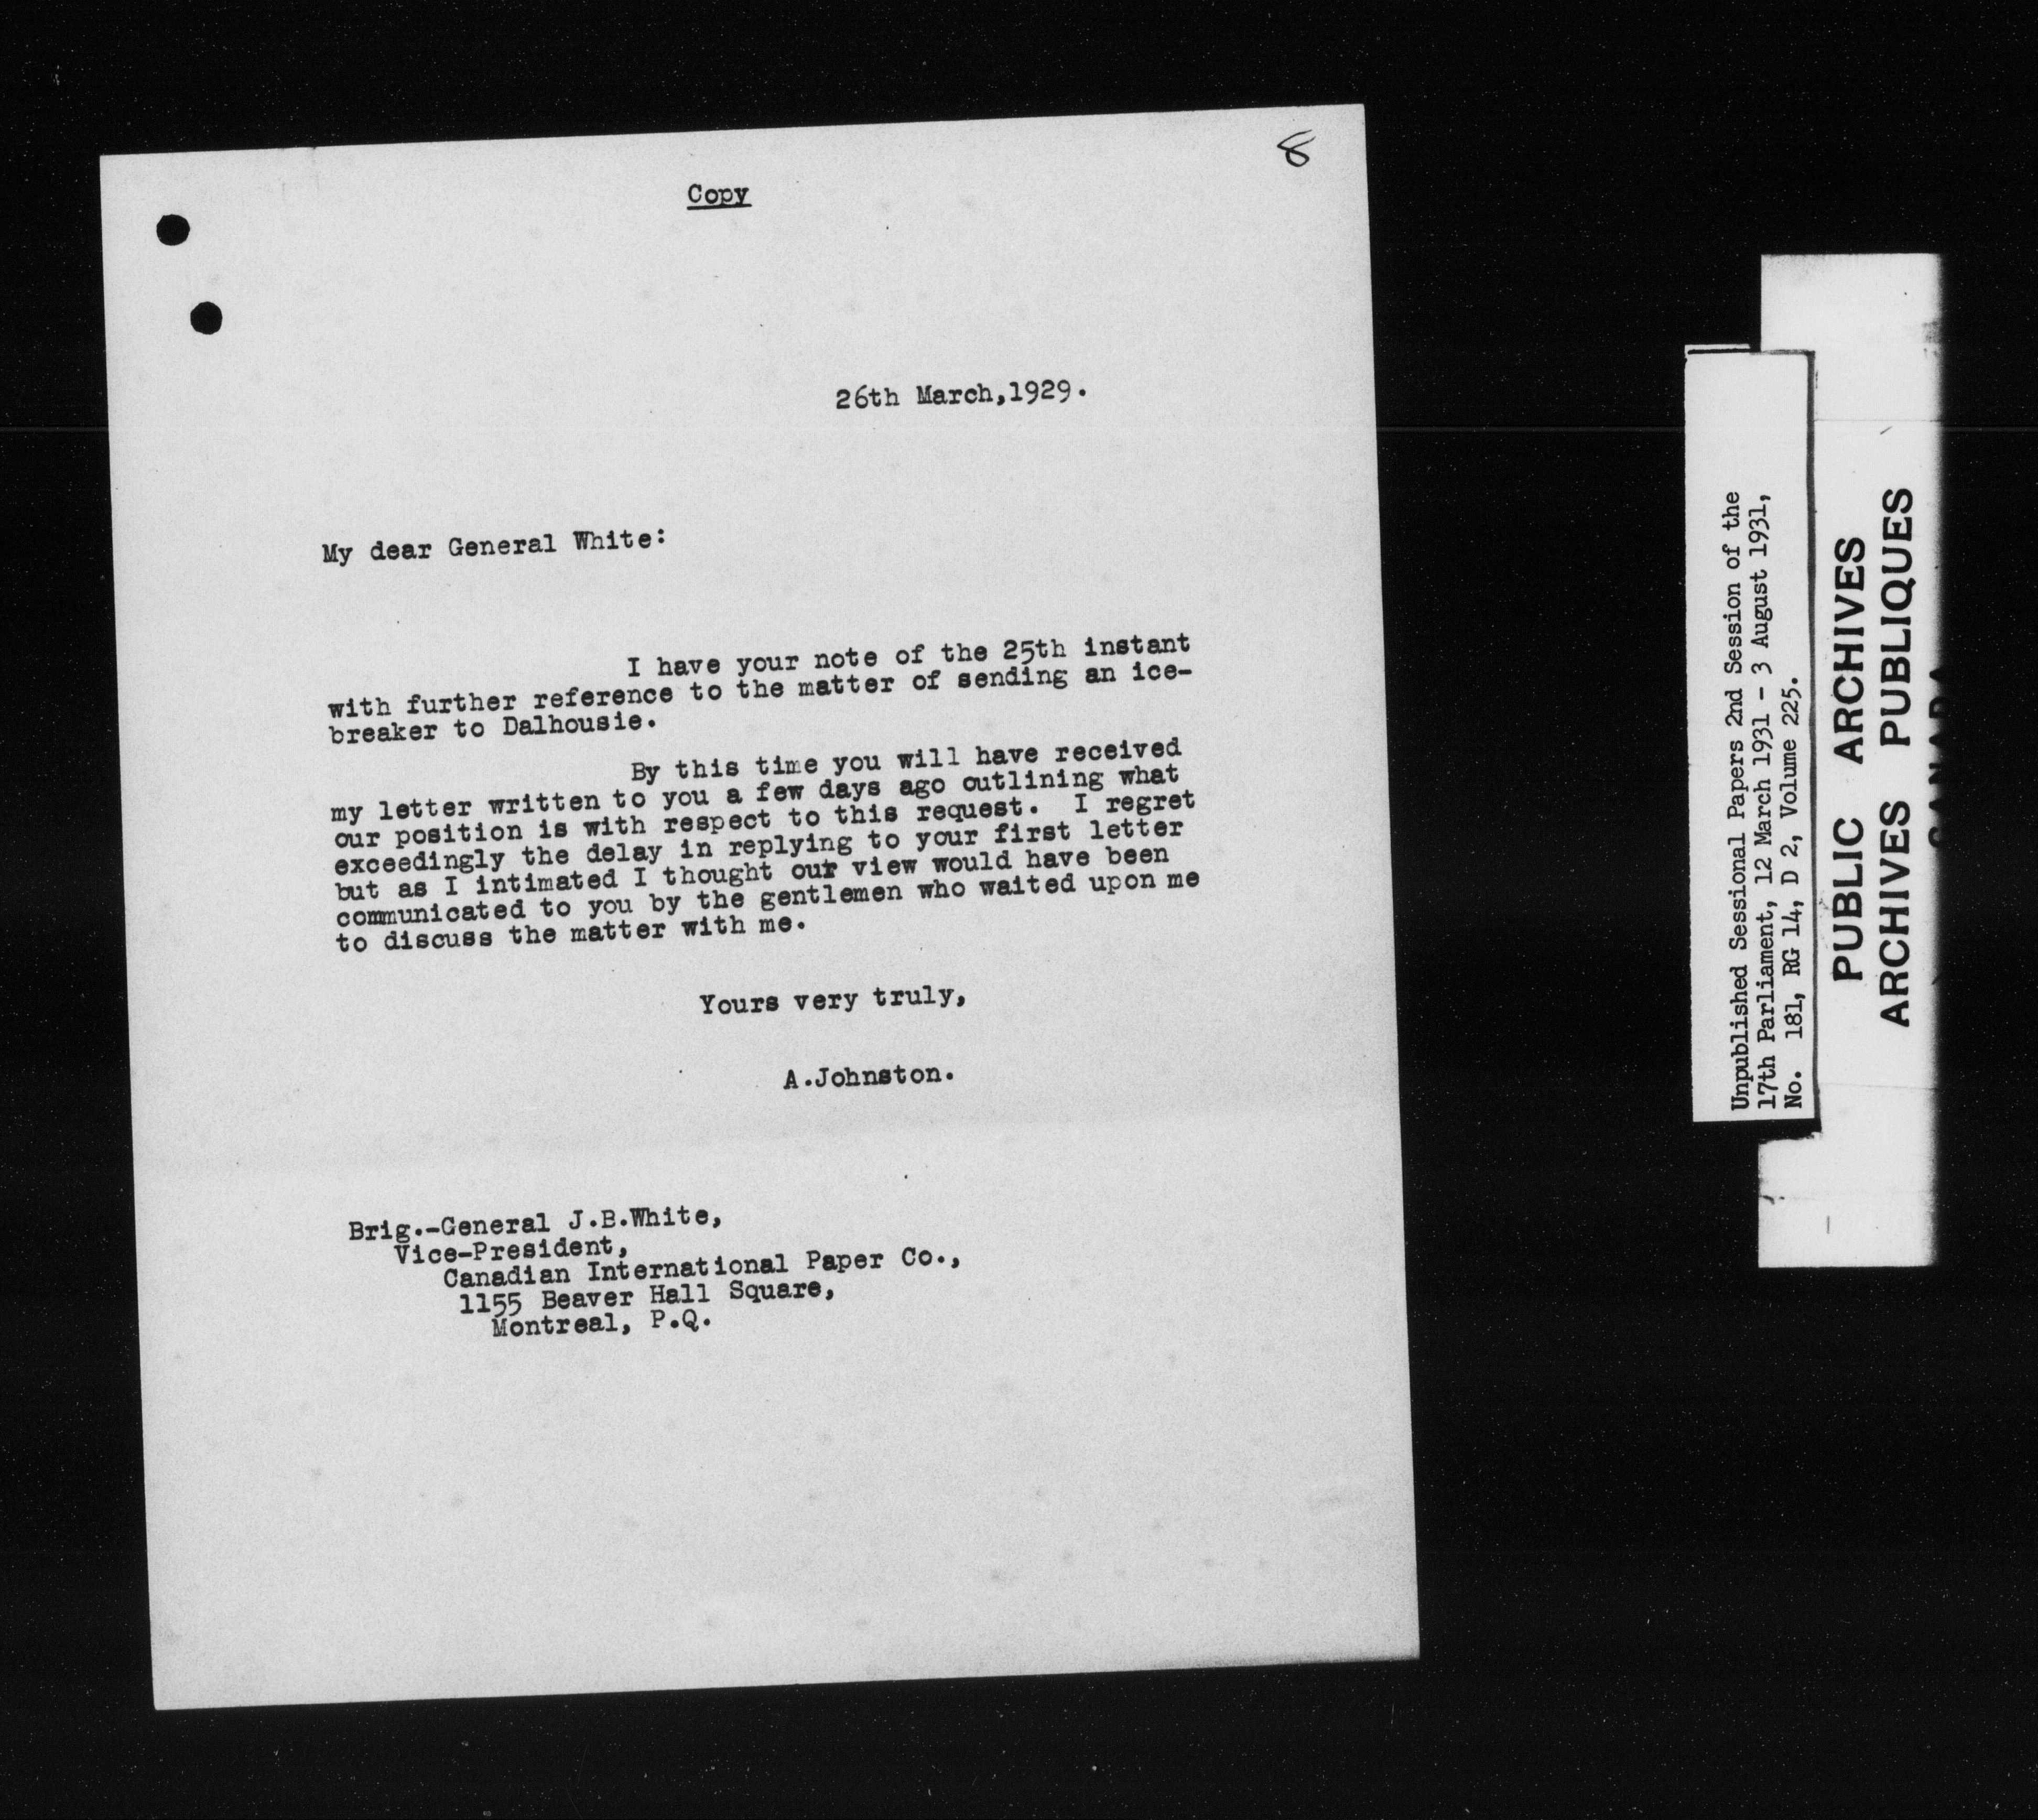 8
Copy
26th March,1929.
My dear General White:
I have your note of the 25th instant
with further reference to the matter of sending an ice-
breaker to Dalhousie.
By this time you will have received
my letter written to you a few days ago outlining what
our position is with respect to this request. I regret
exceedingly the delay in replying to your first letter
but as I intimated I thought our view would have been
communicated to you by the gentlemen who waited upon me
to discuss the matter with me.
Yours very truly,
A.Johnston.
Brig.-General J.B.White,
Vice-President,
Canadian International Paper Co.,
1155 Beaver Hall Square,
Montreal, P.Q.
Unpublished Sessional Papers 2nd Session of the
17th Parliament, 12 March 1931 - 3 August 1931,
No. 181, RG 14, D 2, Volume 225.
PUBLIC ARCHIVES
ARCHIVES PUBLIQUES
CANADA